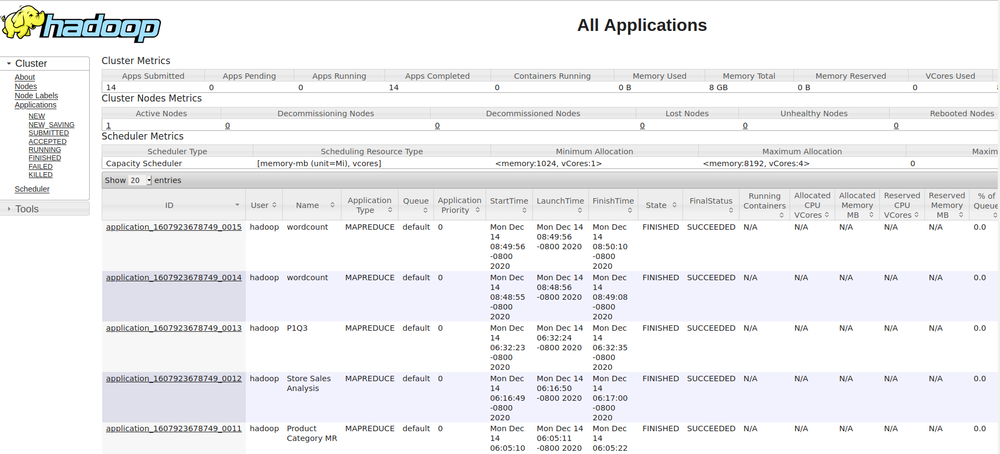 hadoop
All Applications
Cluster
About
Nodes
Node Labels
Applications
NEW
NEW_SAVING
SUBMITTED
ACCEPTED
RUNNING
FINISHED
FAILED
KILLED
Scheduler
Tools
Cluster Metrics
Apps Submitted Apps Pending Apps Running Apps Completed Containers Running Memory Used Memory Total Memory Reserved VCores Used
14 0 0 14 0 0 B 8 GB 0 B 0
Cluster Nodes Metrics
Active Nodes Decommissioning Nodes Decommissioned Nodes Lost Nodes Unhealthy Nodes Rebooted Nodes
1 0 0 0 0 0
Scheduler Metrics
Scheduler Type Scheduling Resource Type Minimum Allocation Maximum Allocation Maxim
Capacity Scheduler [memory-mb (unit=Mi), vcores] <memory:1024, vCores:1> <memory:8192, vCores:4> 0
Show 20 entries
ID User Name Application Type Queue Application Priority StartTime LaunchTime FinishTime State FinalStatus Running Containers Allocated CPU VCores Allocated Memory MB Reserved CPU VCores Reserved Memory MB % of Queue
application_1607923678749_0015 hadoop wordcount MAPREDUCE default 0 Mon Dec 14 08:49:56 -0800 2020 Mon Dec 14 08:49:56 -0800 2020 Mon Dec 14 08:50:10 -0800 2020 FINISHED SUCCEEDED N/A N/A N/A N/A N/A 0.0
application_1607923678749_0014 hadoop wordcount MAPREDUCE default 0 Mon Dec 14 08:48:55 -0800 2020 Mon Dec 14 08:48:56 -0800 2020 Mon Dec 14 08:49:08 -0800 2020 FINISHED SUCCEEDED N/A N/A N/A N/A N/A 0.0
application_1607923678749_0013 hadoop P1Q3 MAPREDUCE default 0 Mon Dec 14 06:32:23 -0800 2020 Mon Dec 14 06:32:24 -0800 2020 Mon Dec 14 06:32:35 -0800 2020 FINISHED SUCCEEDED N/A N/A N/A N/A N/A 0.0
application_1607923678749_0012 hadoop Store Sales Analysis MAPREDUCE default 0 Mon Dec 14 06:16:49 -0800 2020 Mon Dec 14 06:16:50 -0800 2020 Mon Dec 14 06:17:00 -0800 2020 FINISHED SUCCEEDED N/A N/A N/A N/A N/A 0.0
application_1607923678749_0011 hadoop Product Category MR MAPREDUCE default 0 Mon Dec 14 06:05:10 Mon Dec 14 06:05:11 -0800 2020 Mon Dec 14 06:05:22 FINISHED SUCCEEDED N/A N/A N/A N/A N/A 0.0